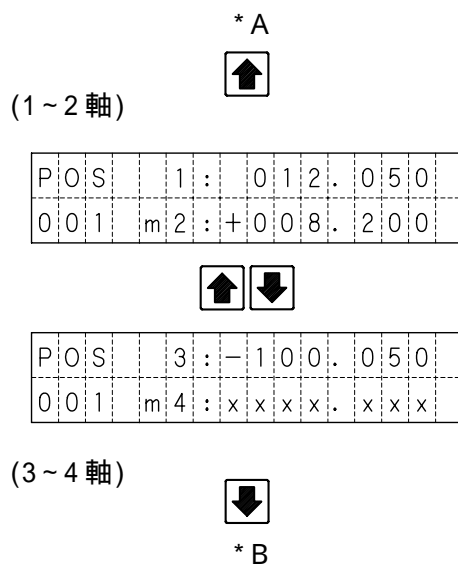 * A
(1~2 軸)
POS 1: 012.050
001 m2:+008.200
POS 3:−100.050
001 m4:xxxx.xxx
(3~4 軸)
* B